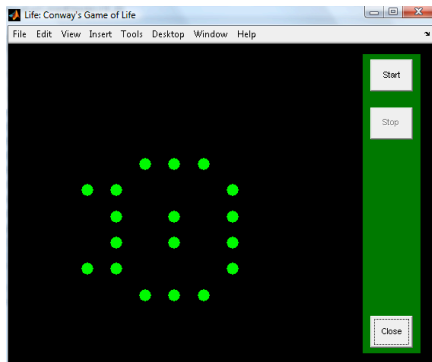 Life: Conway's Game of Life
File Edit View Insert Tools Desktop Window Help
Start
Stop
Close